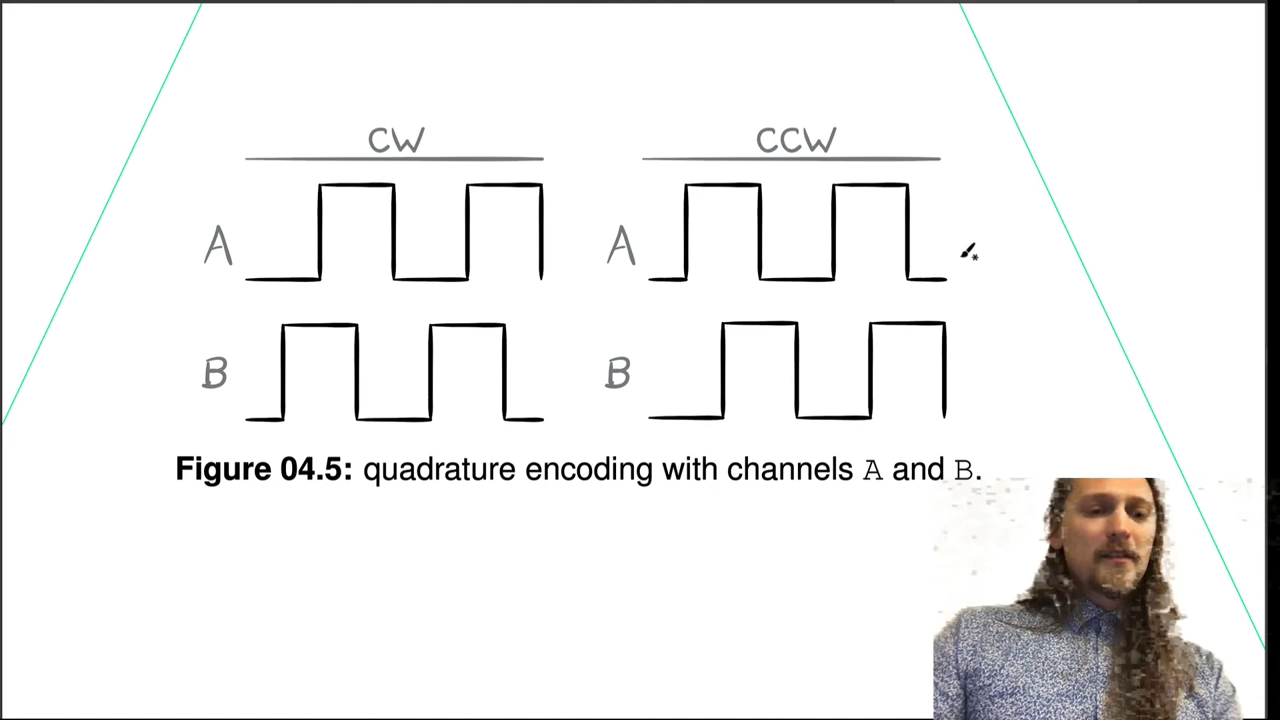 CW CCW
A A
B B
Figure 04.5: quadrature encoding with channels A and B.